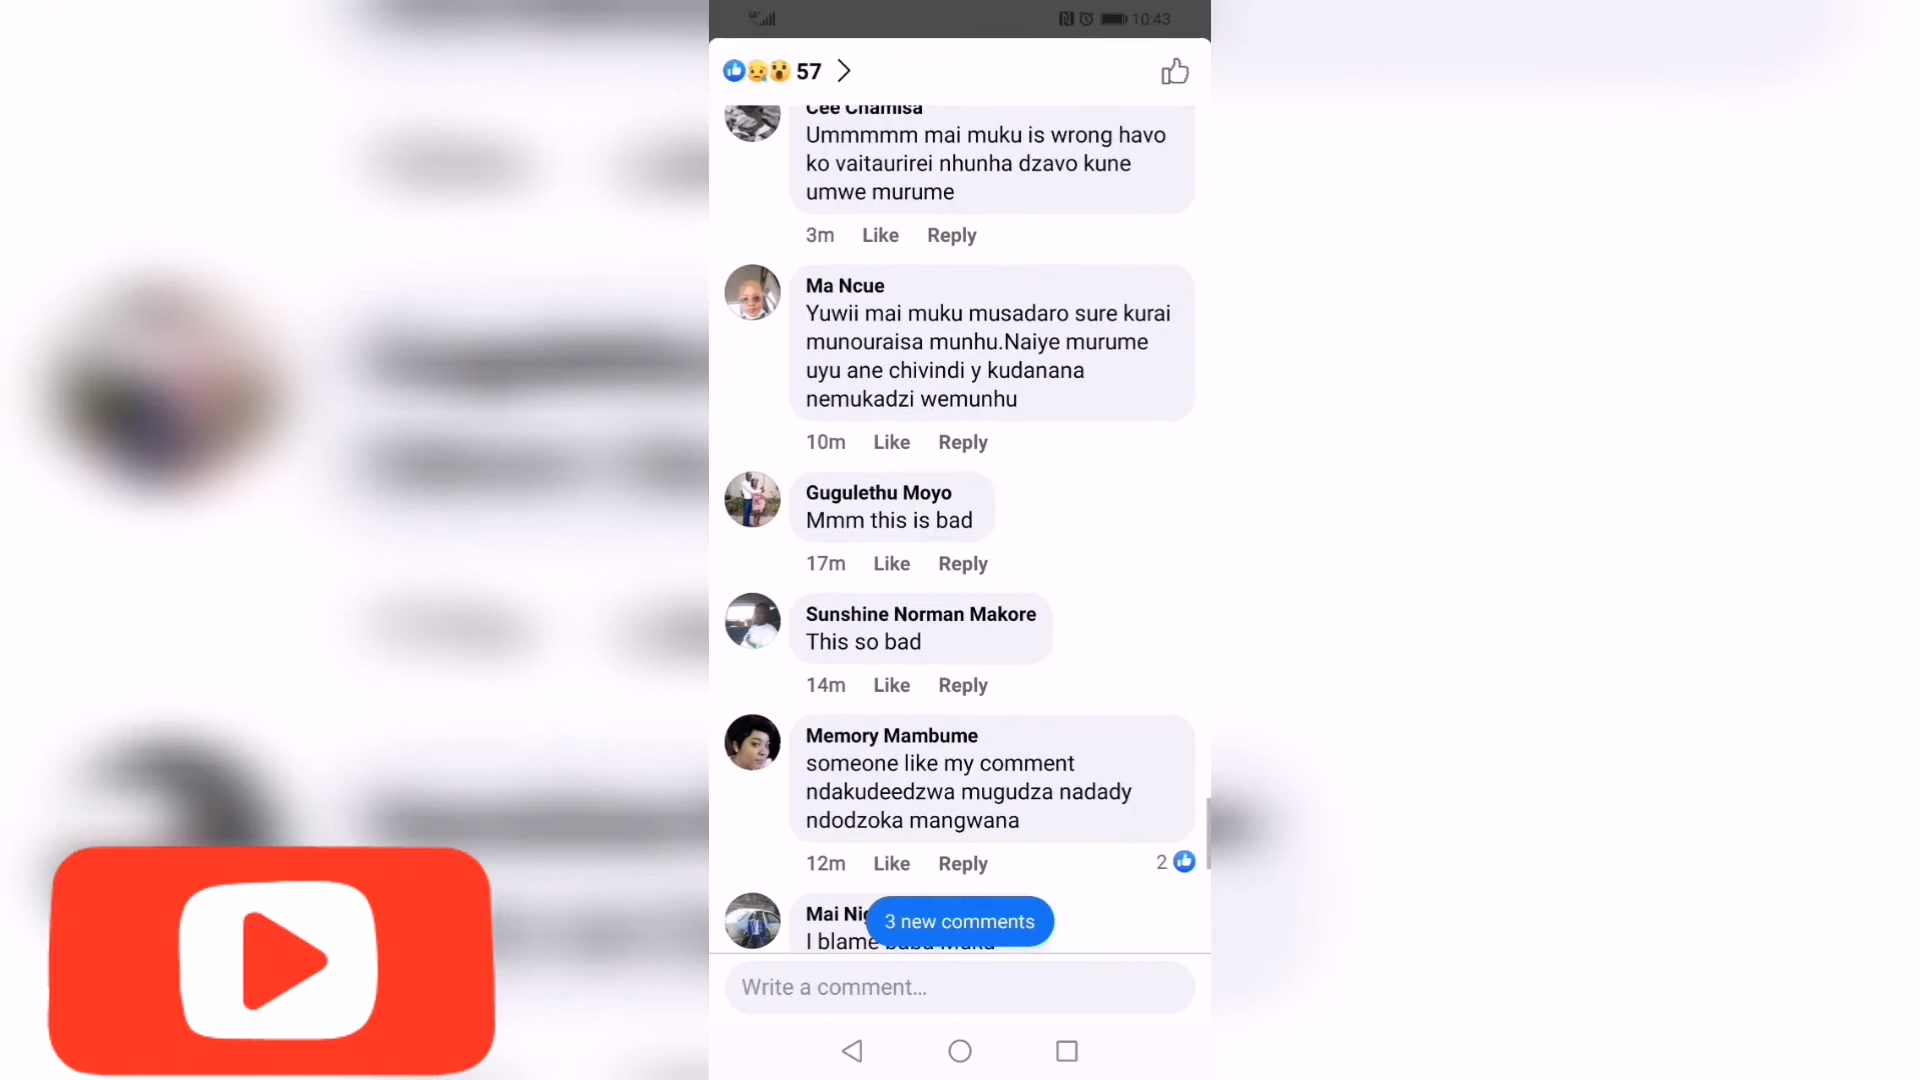 10:43
57
Cee Chamisa
Ummmmm mai muku is wrong havo
ko vaitaurirei nhunha dzavo kune
umwe murume
3m Like Reply
Ma Ncue
Yuwii mai muku musadaro sure kurai
munouraisa munhu.Naiye murume
uyu ane chivindi y kudanana
nemukadzi wemunhu
10m Like Reply
Gugulethu Moyo
Mmm this is bad
17m Like Reply
Sunshine Norman Makore
This so bad
14m Like Reply
Memory Mambume
someone like my comment
ndakudeedzwa mugudza nadady
ndodzoka mangwana
12m Like Reply 2
Mai
3 new comments
I blame
Write a comment...